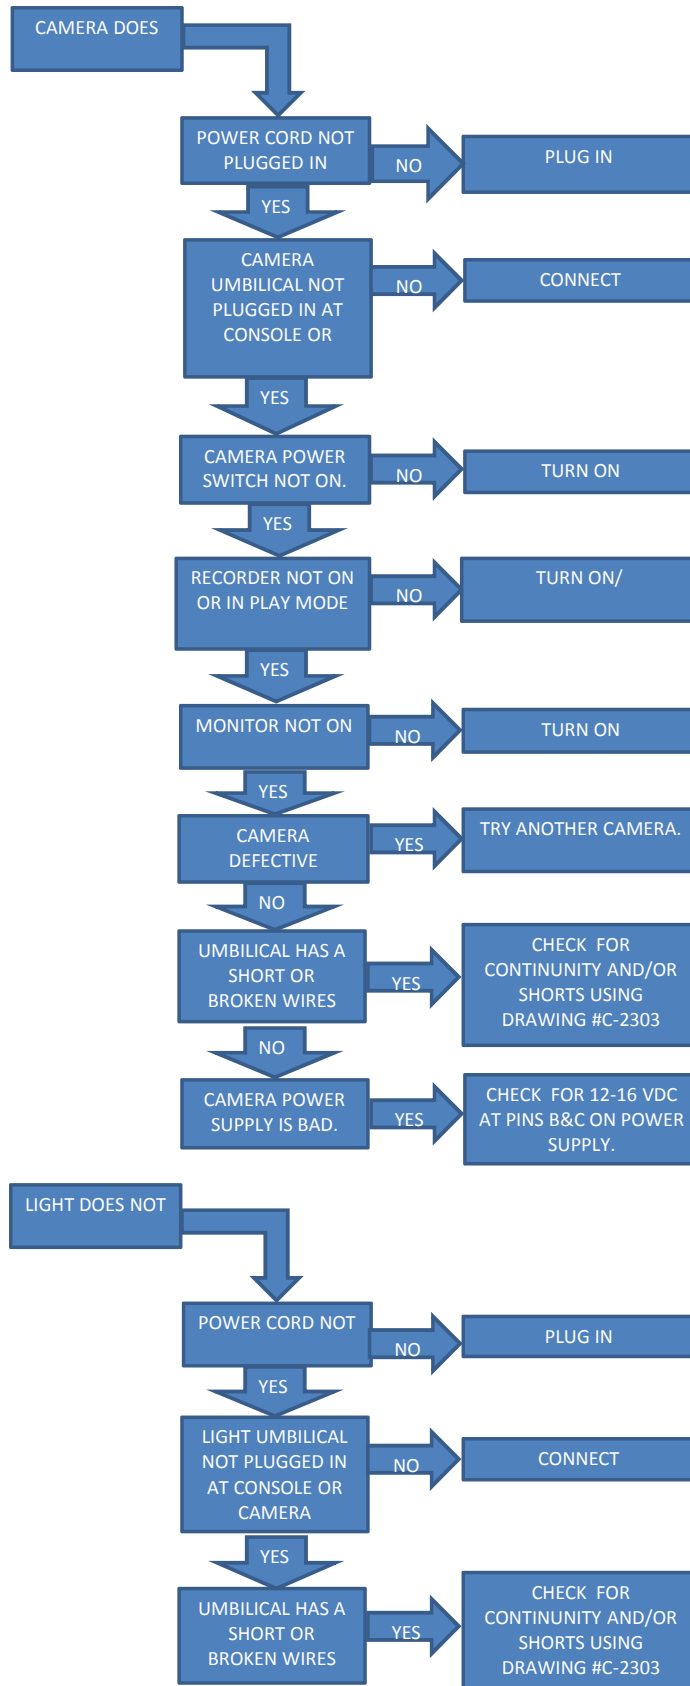 CAMERA DOES
POWER CORD NOT
PLUGGED IN
NO
PLUG IN
YES
CAMERA
UMBILICAL NOT
PLUGGED IN AT
CONSOLE OR
NO
CONNECT
YES
CAMERA POWER
SWITCH NOT ON.
NO
TURN ON
YES
RECORDER NOT ON
OR IN PLAY MODE
NO
TURN ON/
YES
MONITOR NOT ON
NO
TURN ON
YES
CAMERA
DEFECTIVE
YES
TRY ANOTHER CAMERA.
NO
UMBILICAL HAS A
SHORT OR
BROKEN WIRES
YES
CHECK FOR
CONTINUNITY AND/OR
SHORTS USING
DRAWING #C-2303
NO
CAMERA POWER
SUPPLY IS BAD.
YES
CHECK FOR 12-16 VDC
AT PINS B&C ON POWER
SUPPLY.
LIGHT DOES NOT
POWER CORD NOT
NO
PLUG IN
YES
LIGHT UMBILICAL
NOT PLUGGED IN
AT CONSOLE OR
CAMERA
NO
CONNECT
YES
UMBILICAL HAS A
SHORT OR
BROKEN WIRES
YES
CHECK FOR
CONTINUNITY AND/OR
SHORTS USING
DRAWING #C-2303